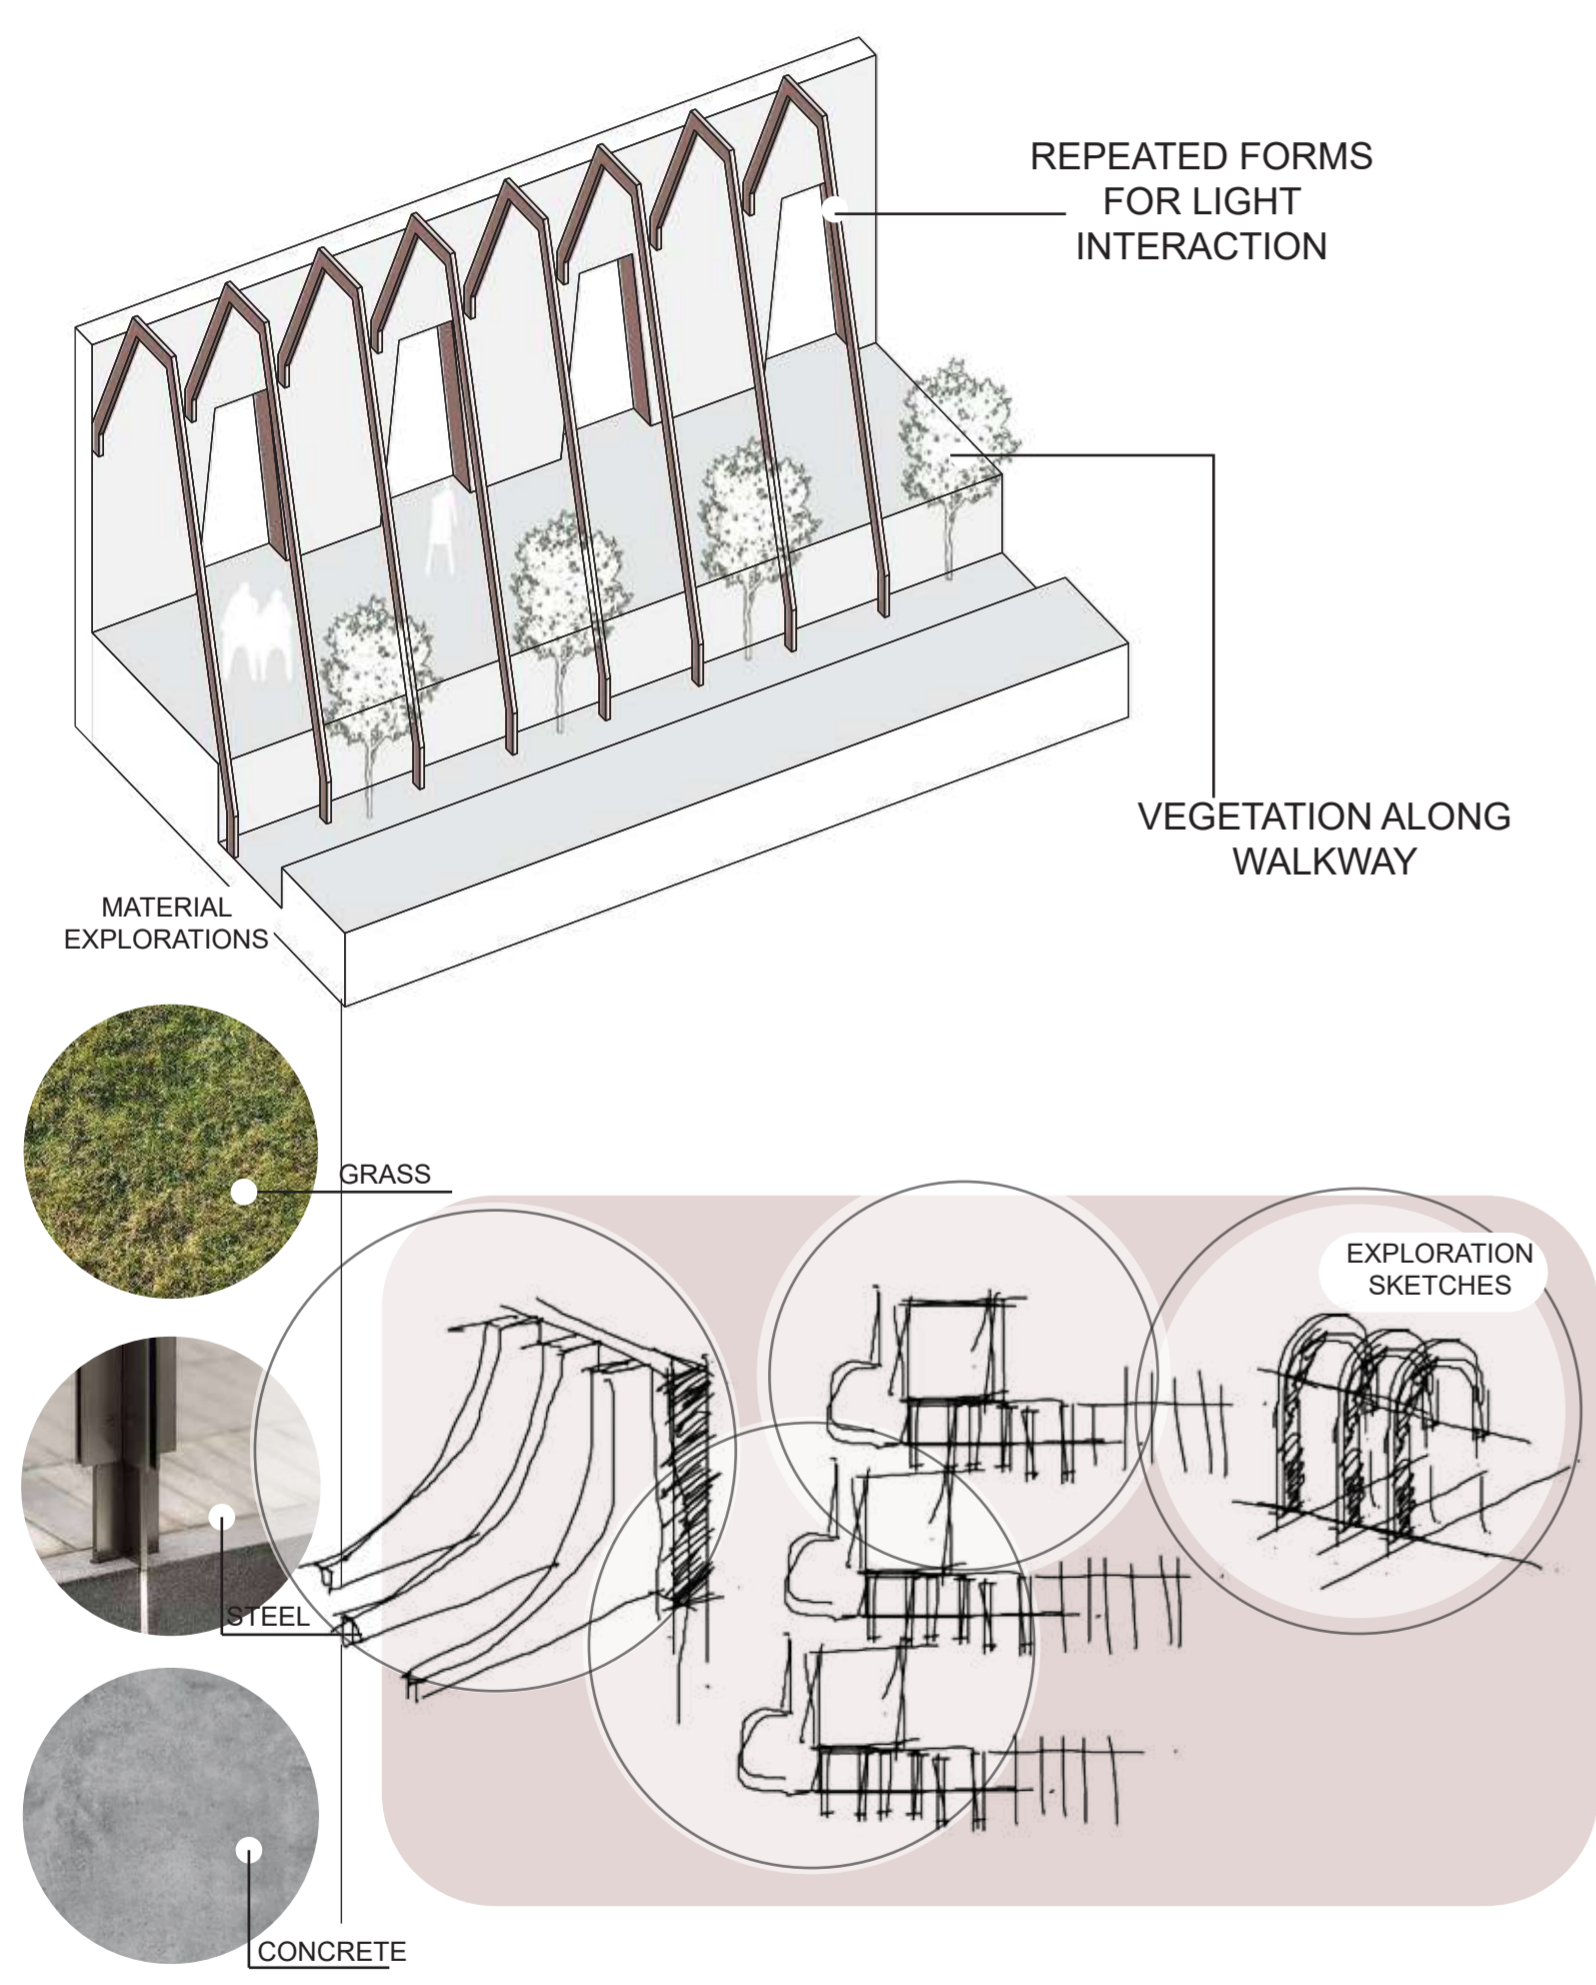 REPEATED FORMS
FOR LIGHT
INTERACTION
VEGETATION ALONG
WALKWAY
MATERIAL
EXPLORATIONS
GRASS
EXPLORATION
SKETCHES
STEEL
CONCRETE